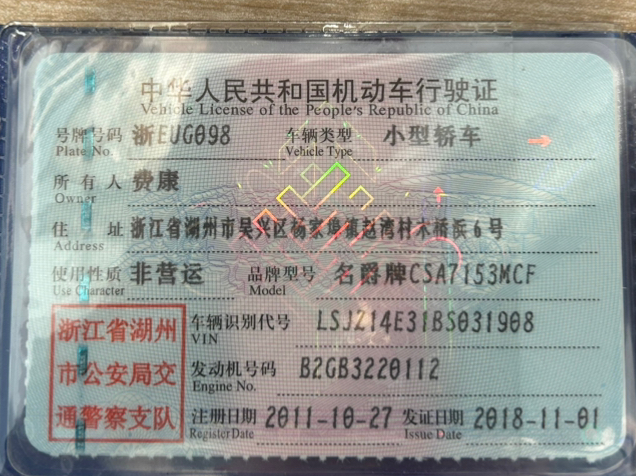 中华人民共和国机动车行驶证
Vehicle License of the People's Republic of China
号牌号码 浙EUG098 车辆类型 小型轿车
Plate No. Vehicle Type
所有人 费康
Owner
住址 浙江省湖州市吴兴区杨家埠镇赵湾村木桥浜6号
Address
使用性质 非营运 品牌型号 名爵牌CSA7153MCF
Use Character Model
浙江省湖州 车辆识别代号 LSJZ14E31BS031908
VIN
市公安局交 发动机号码 B2GB3220112
Engine No.
通警察支队 注册日期 2011-10-27 发证日期 2018-11-01
Register Date Issue Date